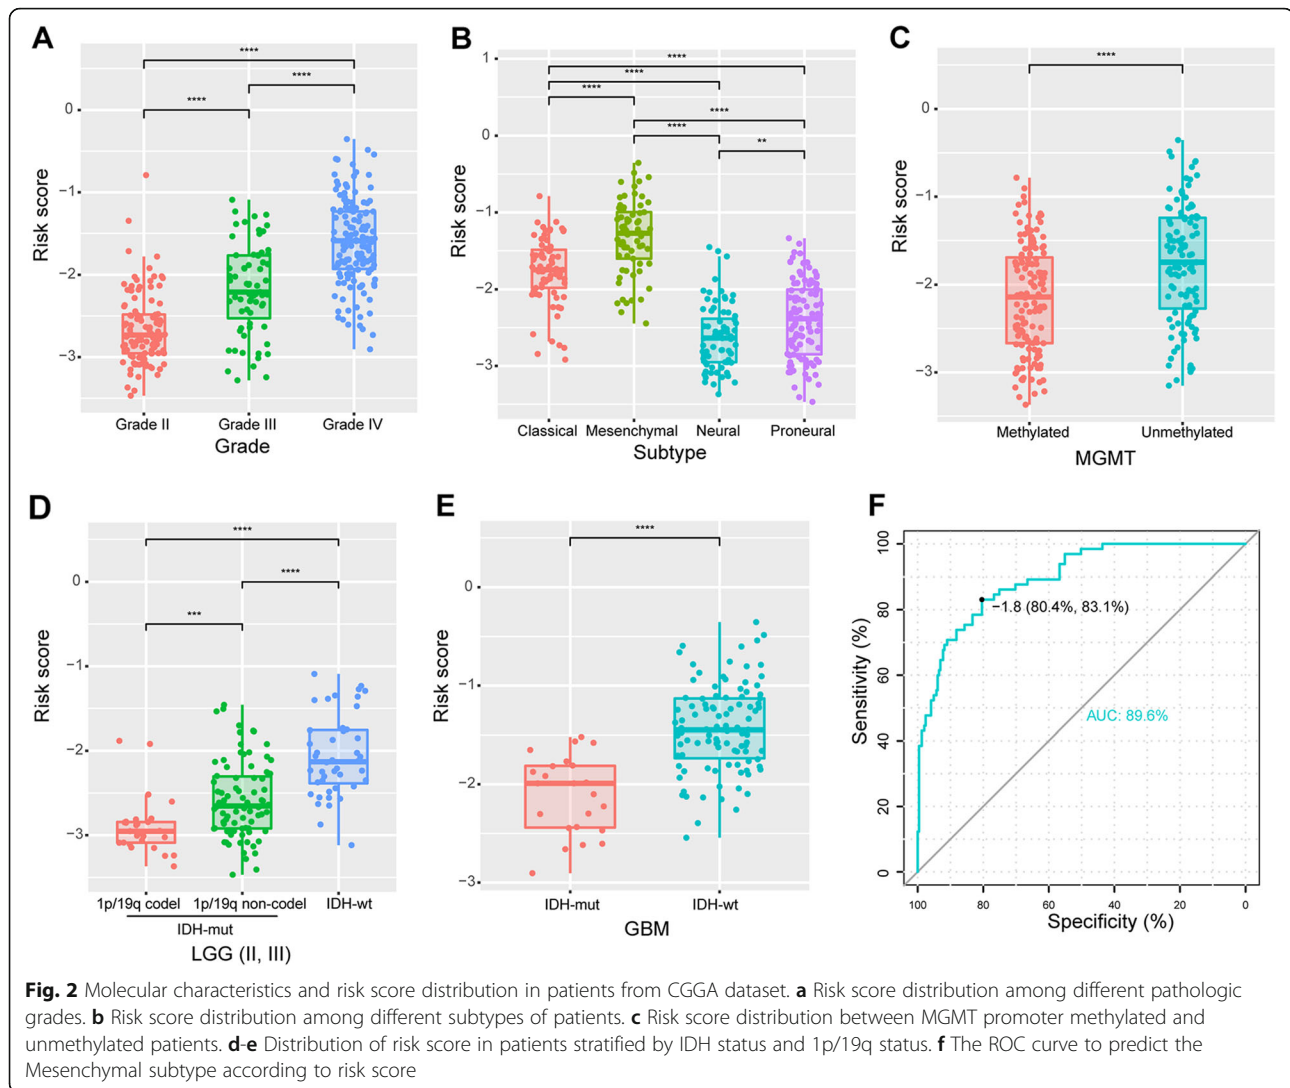 A
****
****
****
0
−1
−2
−3
Risk score
Grade II Grade III Grade IV
Grade
B
1
****
****
****
****
0
****
**
−1
−2
−3
Risk score
Classical Mesenchymal Neural Proneural
Subtype
C
****
0
−1
−2
−3
Risk score
Methylated Unmethylated
MGMT
D
****
****
***
0
−1
−2
−3
Risk score
1p/19q codel 1p/19q non-codel IDH-wt
IDH-mut
LGG (II, III)
E
****
0
−1
−2
−3
Risk score
IDH-mut IDH-wt
GBM
F
100
80
60
40
20
0
Sensitivity (%)
−1.8 (80.4%, 83.1%)
AUC: 89.6%
100 80 60 40 20 0
Specificity (%)
Fig. 2 Molecular characteristics and risk score distribution in patients from CGGA dataset. a Risk score distribution among different pathologic
grades. b Risk score distribution among different subtypes of patients. c Risk score distribution between MGMT promoter methylated and
unmethylated patients. d-e Distribution of risk score in patients stratified by IDH status and 1p/19q status. f The ROC curve to predict the
Mesenchymal subtype according to risk score